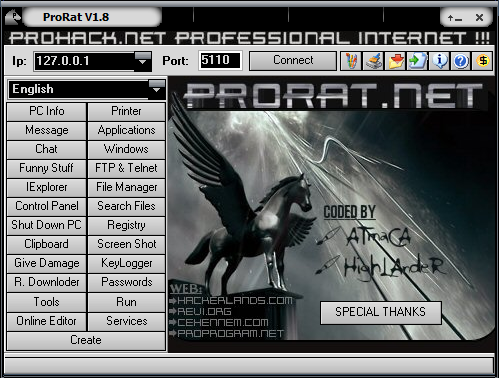 ProRat V1.8
PROHACK.NET PROFESSIONAL INTERNET !!!
Ip: 127.0.0.1 Port: 5110 Connect
English
PC Info Printer
Message Applications
Chat Windows
Funny Stuff FTP & Telnet
IExplorer File Manager
Control Panel Search Files
Shut Down PC Registry
Clipboard Screen Shot
Give Damage KeyLogger
R. Downloder Passwords
Tools Run
Online Editor Services
Create
PRORAT.NET
CODED BY
ATmaCA
HighLAndeR
WEB:
HACKERLANDS.COM
REVI.ORG
CEHENNEM.COM
PROPROGRAM.NET
SPECIAL THANKS